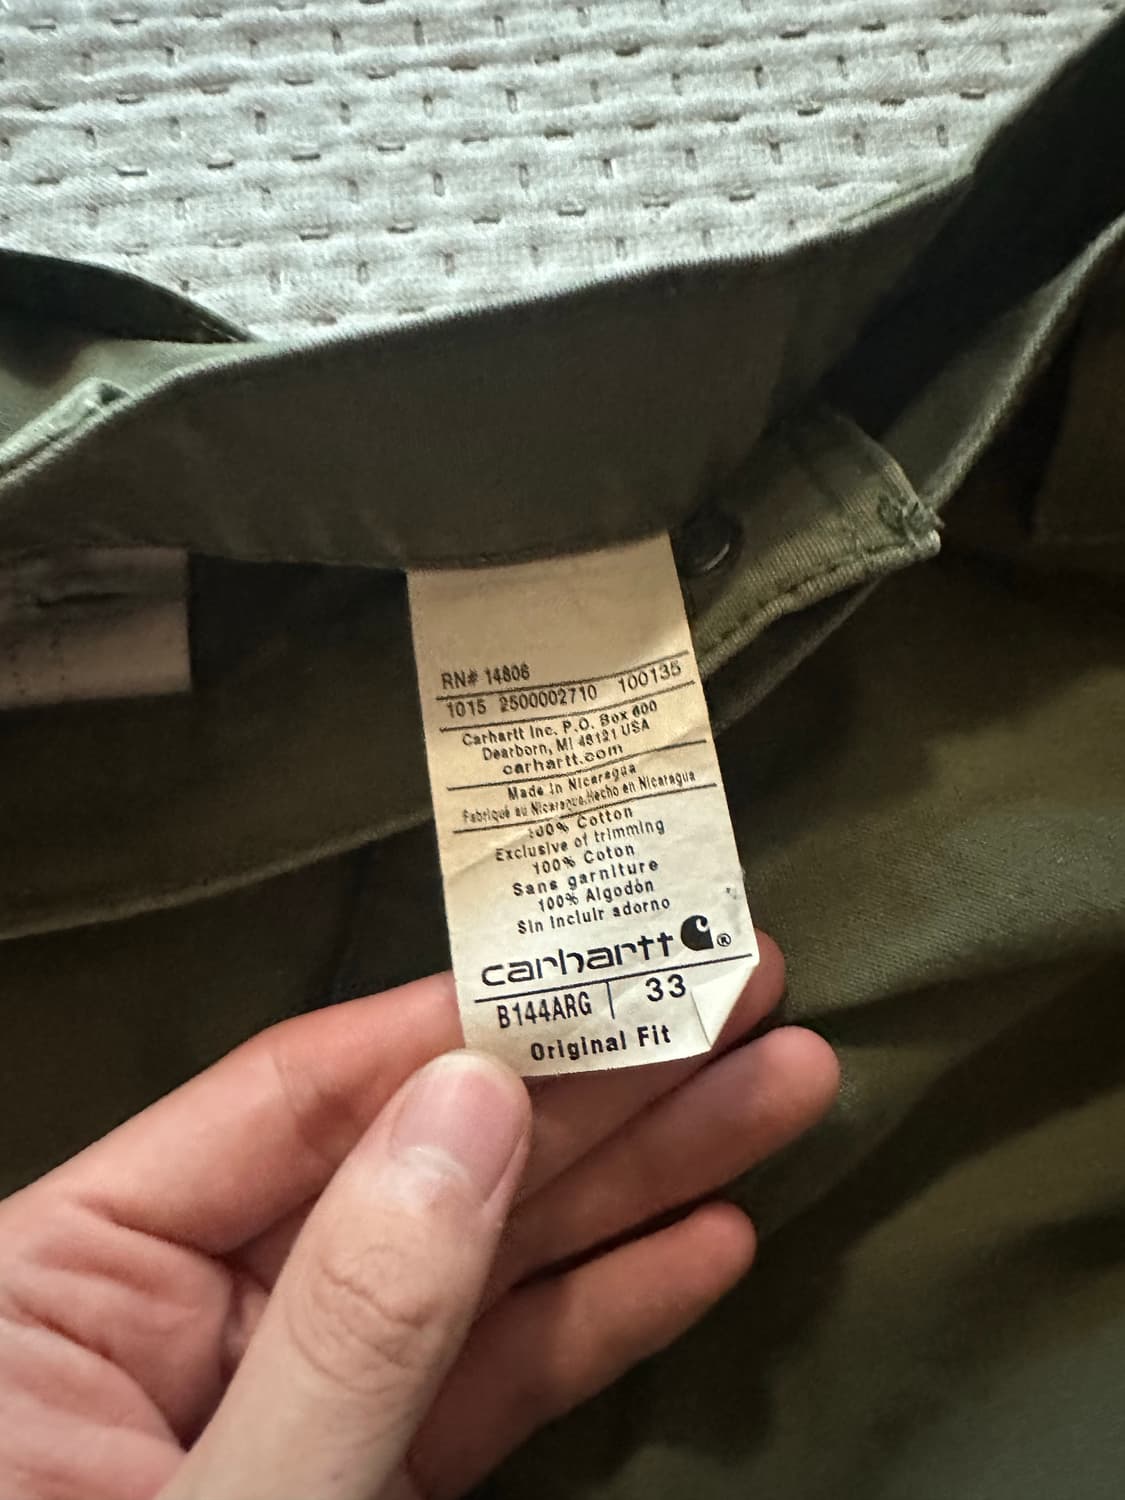 RN# 14806
1015 2500002710 100135
Carhartt Inc. P.O. Box 600
Dearborn, MI 48121 USA
carhartt.com
Made in Nicaragua
Fabriqué au Nicaragua.Hecho en Nicaragua
100% Cotton
Exclusive of trimming
100% Coton
Sans garniture
100% Algodón
Sin incluir adorno
carhartt ®
B144ARG | 33
Original Fit